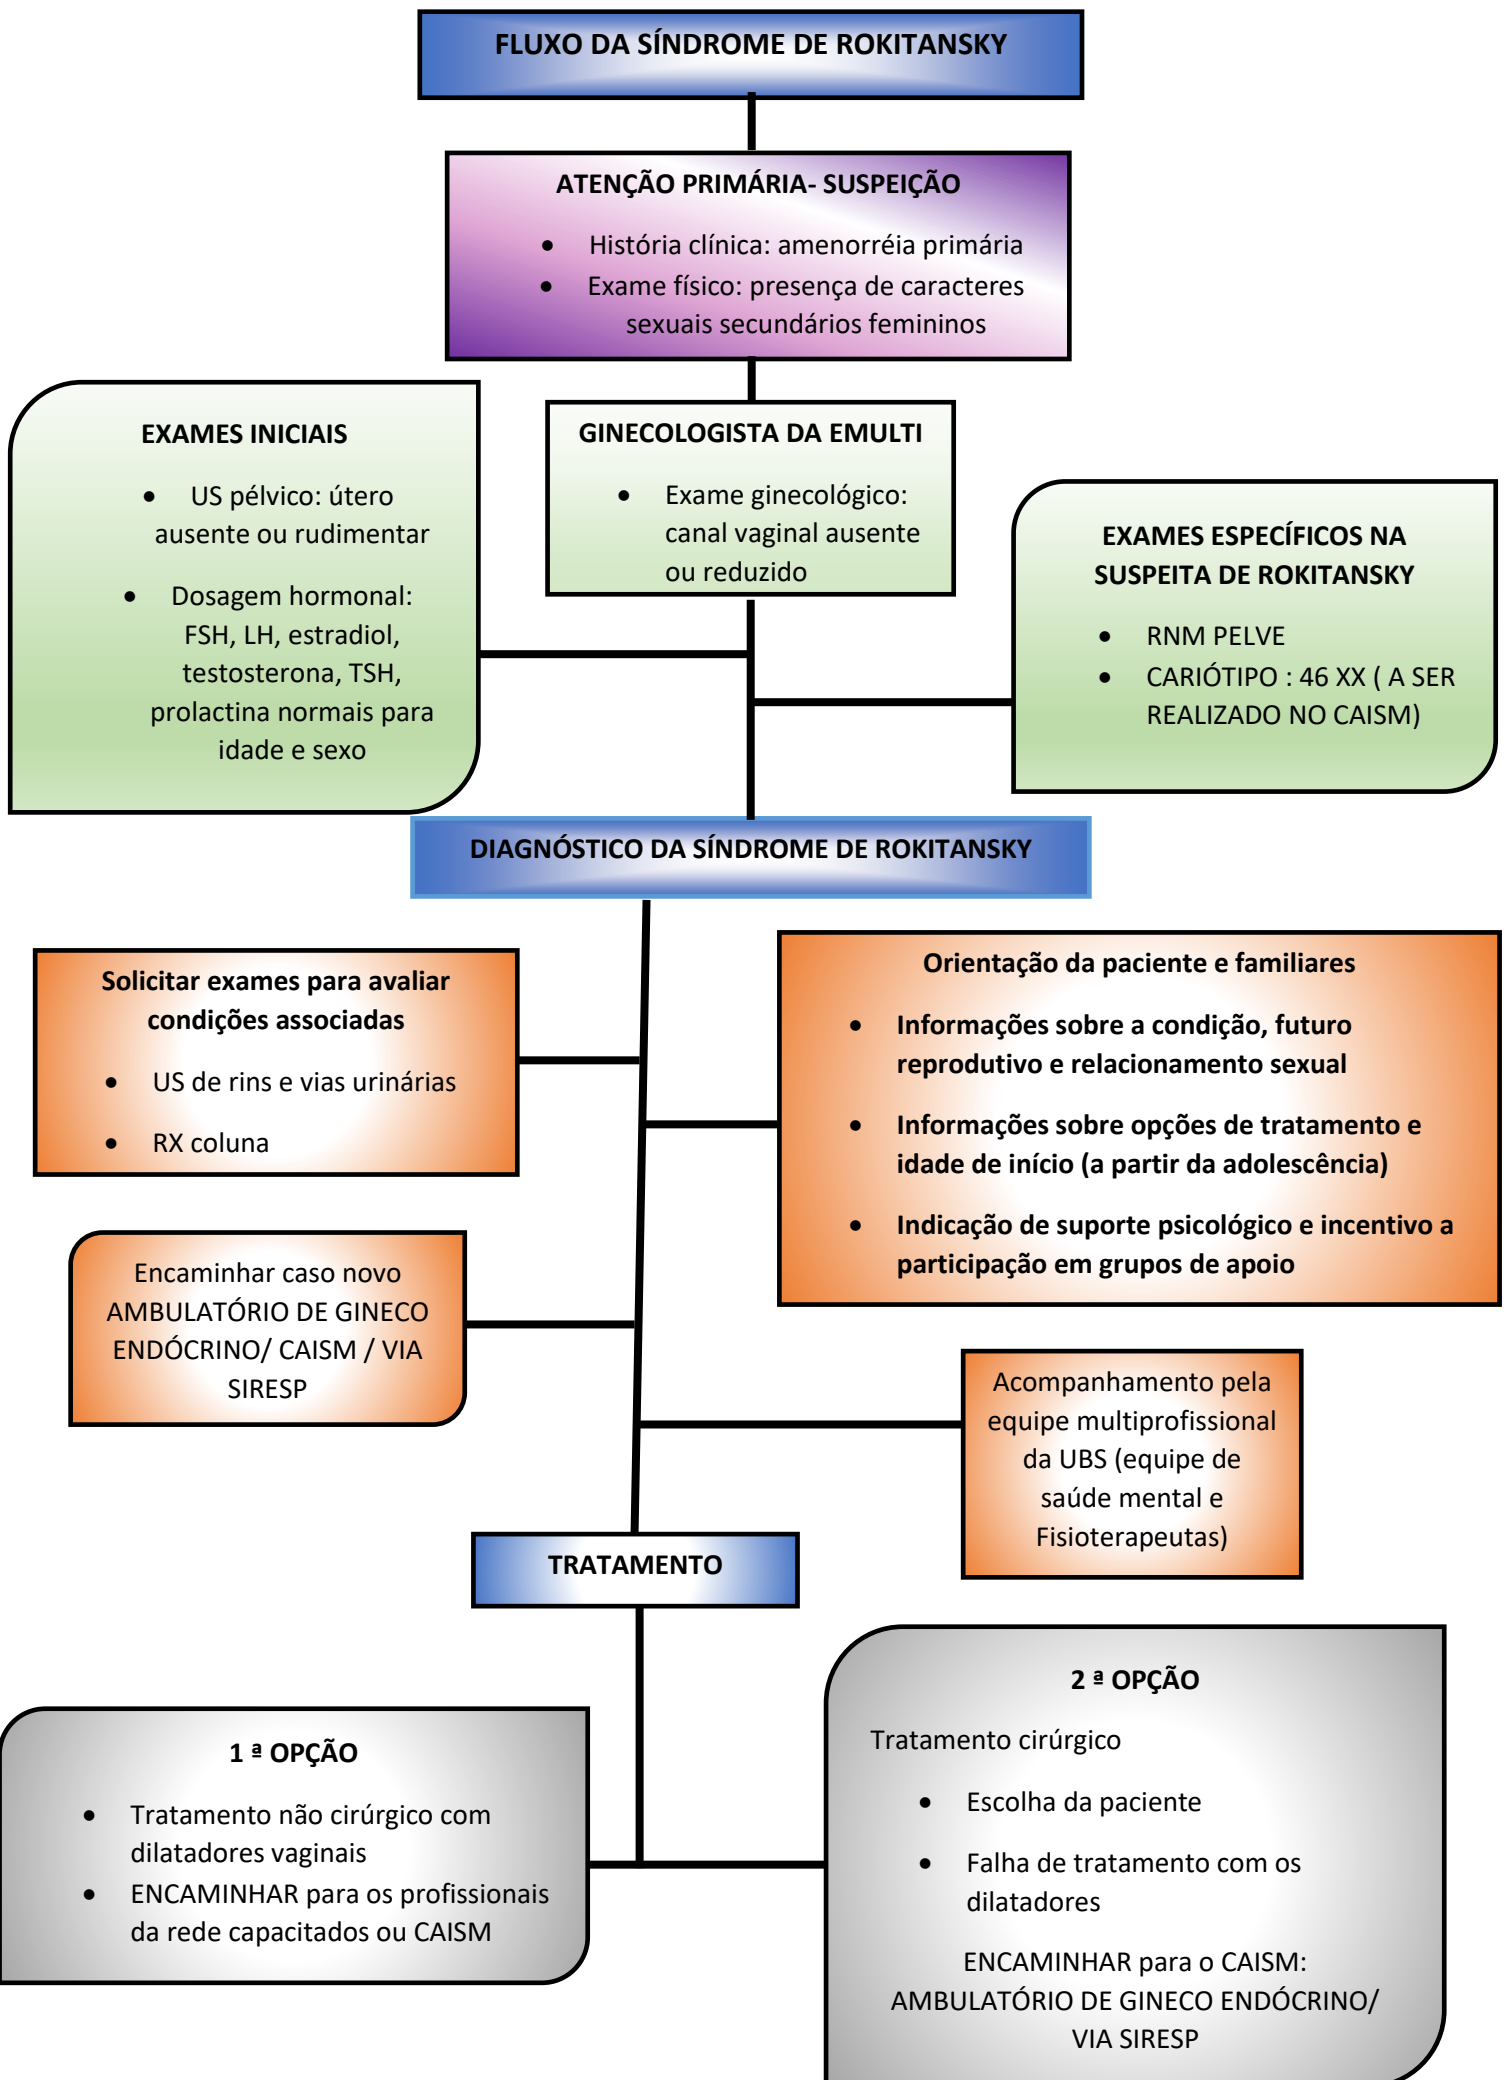 FLUXO DA SÍNDROME DE ROKITANSKY
ATENÇÃO PRIMÁRIA- SUSPEIÇÃO
• História clínica: amenorréia primária
• Exame físico: presença de caracteres
sexuais secundários femininos
EXAMES INICIAIS
• US pélvico: útero
ausente ou rudimentar
• Dosagem hormonal:
FSH, LH, estradiol,
testosterona, TSH,
prolactina normais para
idade e sexo
GINECOLOGISTA DA EMULTI
• Exame ginecológico:
canal vaginal ausente
ou reduzido
EXAMES ESPECÍFICOS NA
SUSPEITA DE ROKITANSKY
• RNM PELVE
• CARIÓTIPO : 46 XX ( A SER
REALIZADO NO CAISM)
DIAGNÓSTICO DA SÍNDROME DE ROKITANSKY
Solicitar exames para avaliar
condições associadas
• US de rins e vias urinárias
• RX coluna
Orientação da paciente e familiares
• Informações sobre a condição, futuro
reprodutivo e relacionamento sexual
• Informações sobre opções de tratamento e
idade de início (a partir da adolescência)
• Indicação de suporte psicológico e incentivo a
participação em grupos de apoio
Encaminhar caso novo
AMBULATÓRIO DE GINECO
ENDÓCRINO/ CAISM / VIA
SIRESP
Acompanhamento pela
equipe multiprofissional
da UBS (equipe de
saúde mental e
Fisioterapeutas)
TRATAMENTO
1 ª OPÇÃO
• Tratamento não cirúrgico com
dilatadores vaginais
• ENCAMINHAR para os profissionais
da rede capacitados ou CAISM
2 ª OPÇÃO
Tratamento cirúrgico
• Escolha da paciente
• Falha de tratamento com os
dilatadores
ENCAMINHAR para o CAISM:
AMBULATÓRIO DE GINECO ENDÓCRINO/
VIA SIRESP